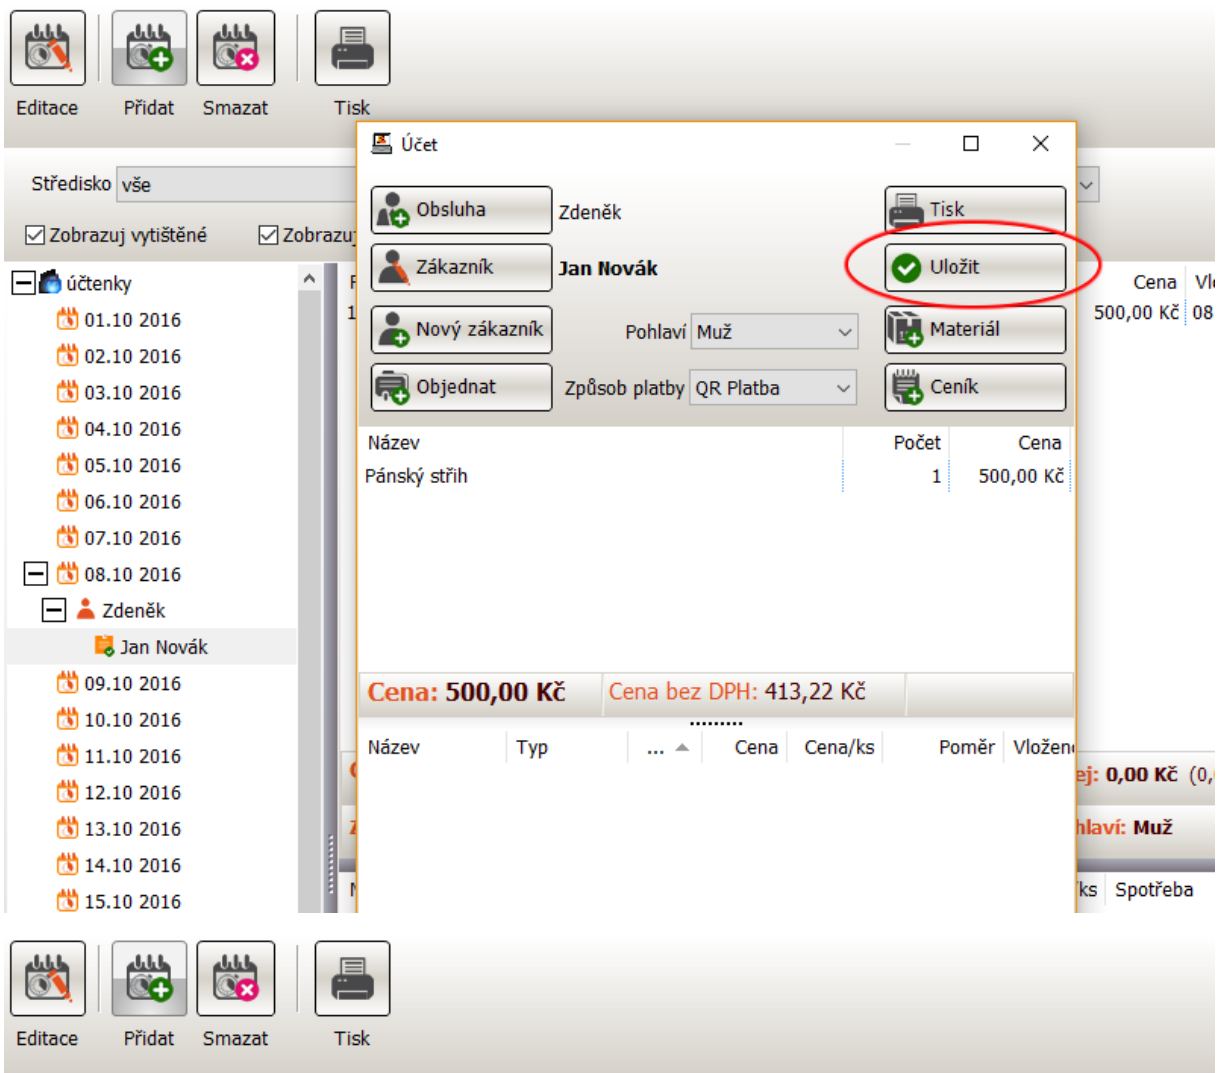 Editace Přidat Smazat Tisk
Účet
Středisko vše
Obsluha Zdeněk Tisk
Zobrazuj vytištěné Zobrazuj
Zákazník Jan Novák Uložit
účtenky
Cena
01.10 2016
500,00 Kč 08
Nový zákazník Pohlaví Muž Materiál
02.10 2016
03.10 2016
Objednat Způsob platby QR Platba Ceník
04.10 2016
Název Počet Cena
05.10 2016
Pánský střih 1 500,00 Kč
06.10 2016
07.10 2016
08.10 2016
Zdeněk
Jan Novák
09.10 2016
Cena: 500,00 Kč Cena bez DPH: 413,22 Kč
10.10 2016
11.10 2016
Název Typ ... Cena Cena/ks Poměr Vložen
ej: 0,00 Kč (0,
12.10 2016
13.10 2016
hlaví: Muž
14.10 2016
15.10 2016
ks Spotřeba
Editace Přidat Smazat Tisk